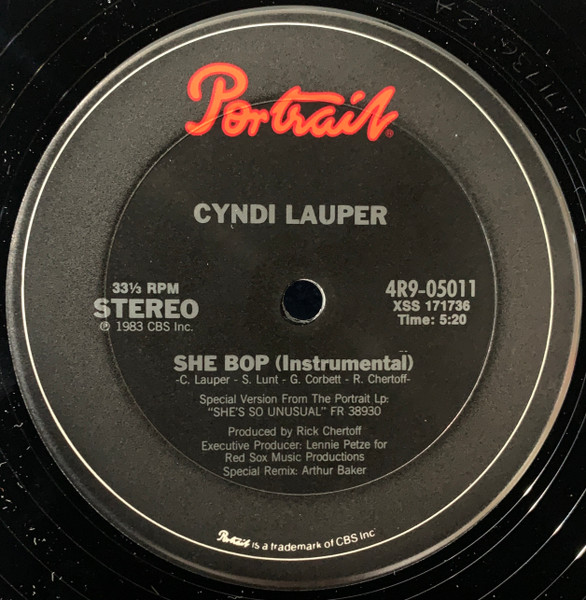 Portrait®
CYNDI LAUPER
33⅓ RPM
STEREO
℗ 1983 CBS Inc.
4R9-05011
XSS 171736
Time: 5:20
SHE BOP (Instrumental)
-C. Lauper - S. Lunt - G. Corbett - R. Chertoff-
Special Version From The Portrait Lp:
“SHE'S SO UNUSUAL” FR 38930
Produced by Rick Chertoff
Executive Producer: Lennie Petze for
Red Sox Music Productions
Special Remix: Arthur Baker
Portrait is a trademark of CBS Inc.